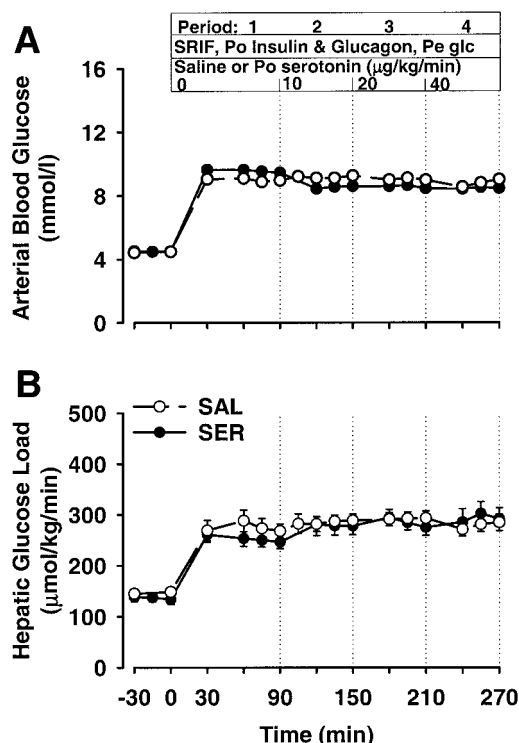 A
Period: 1 2 3 4
SRIF, Po Insulin & Glucagon, Pe glc
Saline or Po serotonin (µg/kg/min)
0 10 20 40
Arterial Blood Glucose
(mmol/l)
16
12
8
4
0
B
SAL
SER
Hepatic Glucose Load
(µmol/kg/min)
500
400
300
200
100
0
-30 0 30 90 150 210 270
Time (min)